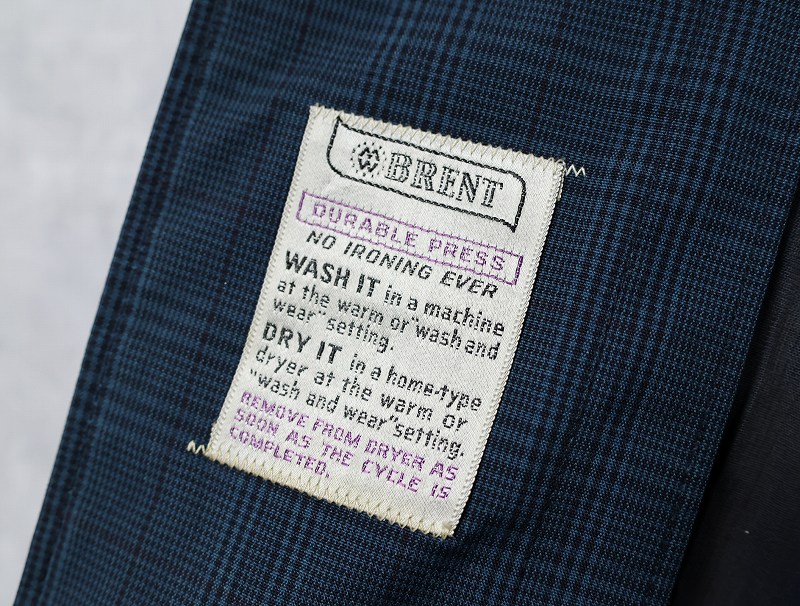 BRENT
DURABLE PRESS
NO IRONING EVER
WASH IT in a machine
at the warm or "wash and
wear" setting.
DRY IT in a home-type
dryer at the warm or
"wash and wear" setting.
REMOVE FROM DRYER AS
SOON AS THE CYCLE IS
COMPLETED.